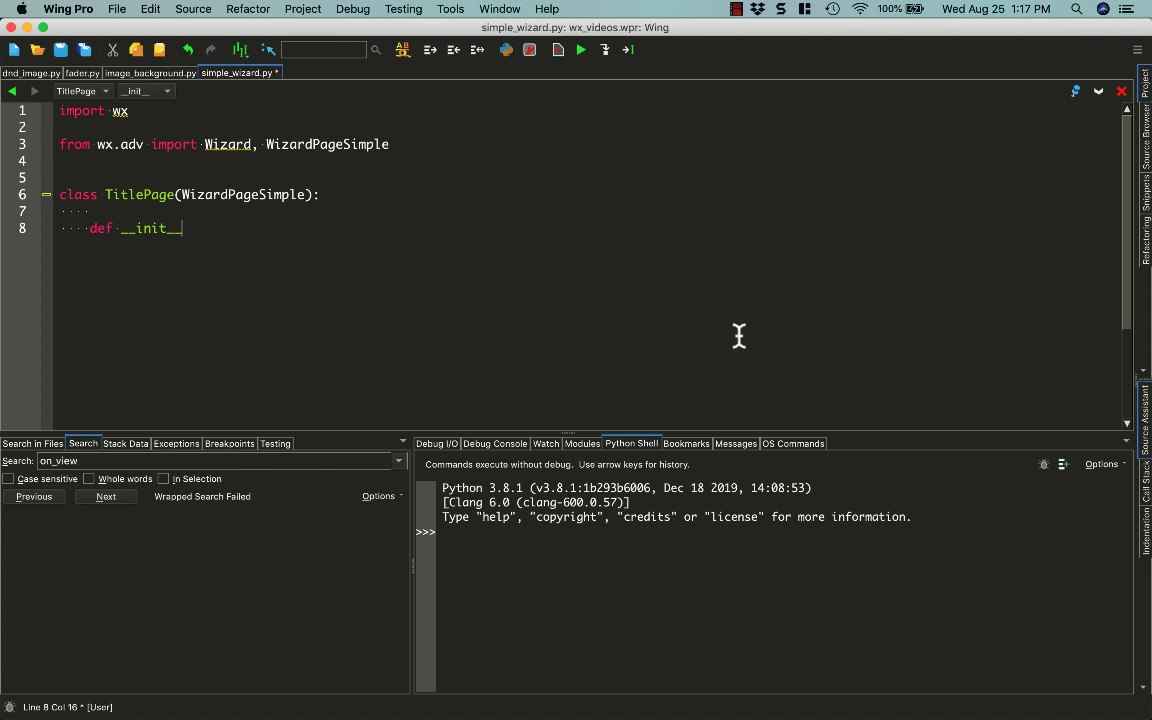 Wing Pro File Edit Source Refactor Project Debug Testing Tools Window Help 100% Wed Aug 25 1:17 PM
simple_wizard.py: wx_videos.wpr: Wing
dnd_image.py fader.py image_background.py simple_wizard.py *
TitlePage __init__
1 import wx
2
3 from wx.adv import Wizard, WizardPageSimple
4
5
6 class TitlePage(WizardPageSimple):
7
8 def __init__
Project
Source Browser
Snippets
Refactoring
Search in Files Search Stack Data Exceptions Breakpoints Testing
Search: on_view
Case sensitive Whole words In Selection
Previous Next Wrapped Search Failed Options
Debug I/O Debug Console Watch Modules Python Shell Bookmarks Messages OS Commands
Commands execute without debug. Use arrow keys for history. Options
Python 3.8.1 (v3.8.1:1b293b6006, Dec 18 2019, 14:08:53)
[Clang 6.0 (clang-600.0.57)]
Type "help", "copyright", "credits" or "license" for more information.
>>>
Source Assistant
Call Stack
Indentation
Line 8 Col 16 * [User]